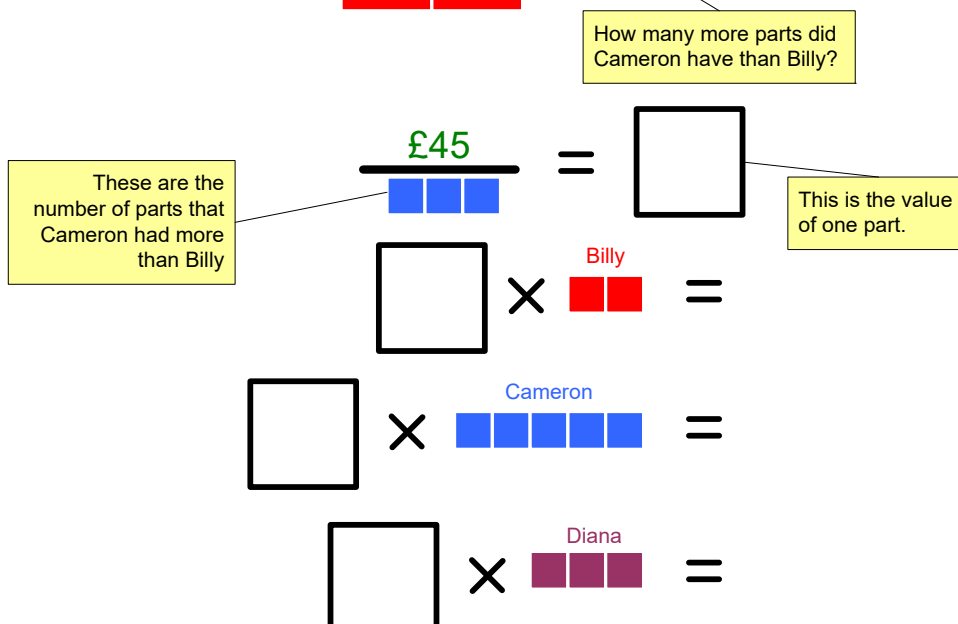 How many more parts did
Cameron have than Billy?
£45
=
These are the
number of parts that
Cameron had more
than Billy
This is the value
of one part.
Billy
× =
Cameron
× =
Diana
× =